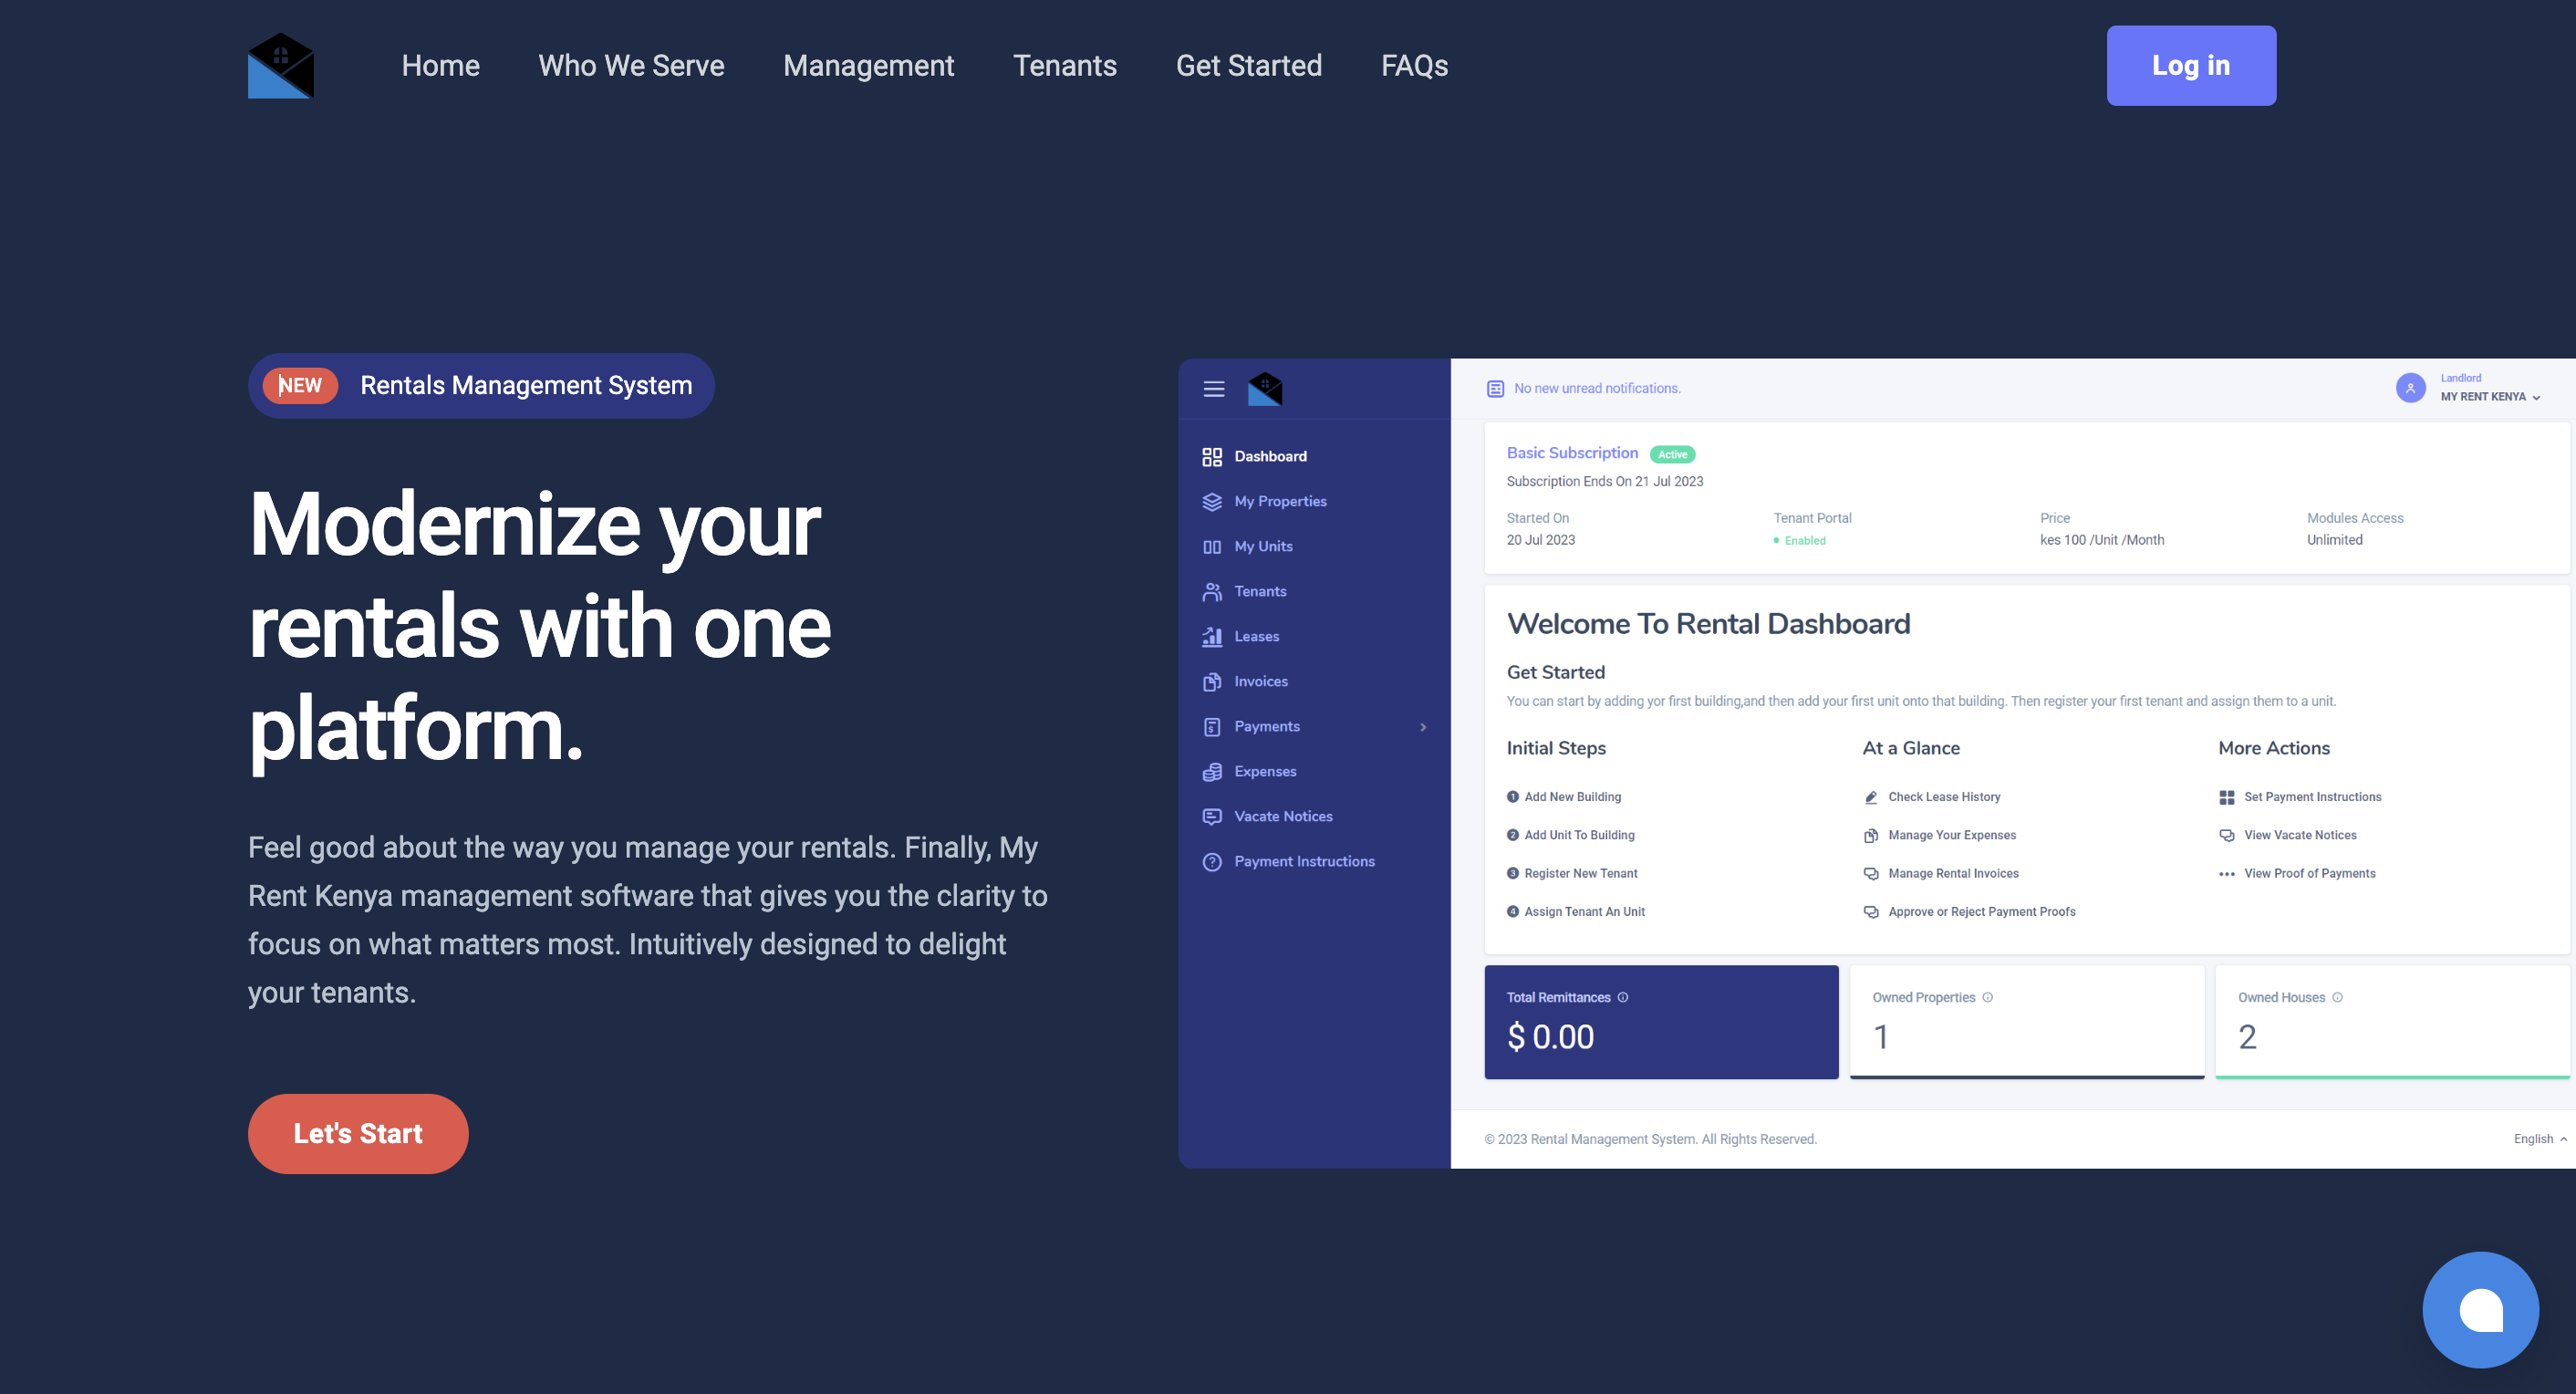 Home Who We Serve Management Tenants Get Started FAQs Log in
NEW Rentals Management System
Modernize your
rentals with one
platform.
Feel good about the way you manage your rentals. Finally, My
Rent Kenya management software that gives you the clarity to
focus on what matters most. Intuitively designed to delight
your tenants.
Let's Start
Dashboard
My Properties
My Units
Tenants
Leases
Invoices
Payments
Expenses
Vacate Notices
Payment Instructions
No new unread notifications.
Landlord
MY RENT KENYA
Basic Subscription Active
Subscription Ends On 21 Jul 2023
Started On Tenant Portal Price Modules Access
20 Jul 2023 Enabled kes 100 /Unit /Month Unlimited
Welcome To Rental Dashboard
Get Started
You can start by adding yor first building,and then add your first unit onto that building. Then register your first tenant and assign them to a unit.
Initial Steps
1 Add New Building
2 Add Unit To Building
3 Register New Tenant
4 Assign Tenant An Unit
At a Glance
Check Lease History
Manage Your Expenses
Manage Rental Invoices
Approve or Reject Payment Proofs
More Actions
Set Payment Instructions
View Vacate Notices
View Proof of Payments
Total Remittances
$ 0.00
Owned Properties
1
Owned Houses
2
© 2023 Rental Management System. All Rights Reserved. English